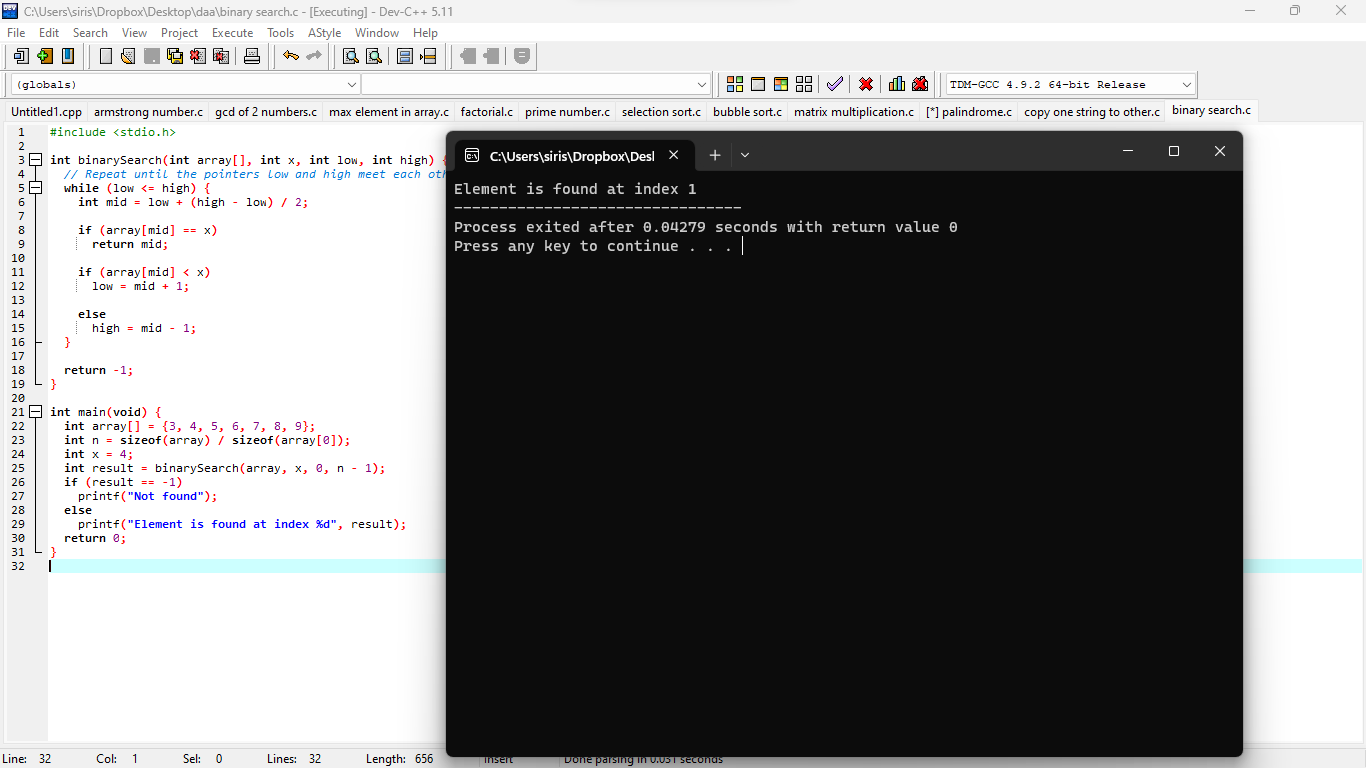 C:\Users\siris\Dropbox\Desktop\daa\binary search.c - [Executing] - Dev-C++ 5.11
File Edit Search View Project Execute Tools AStyle Window Help
(globals)
TDM-GCC 4.9.2 64-bit Release
Untitled1.cpp armstrong number.c gcd of 2 numbers.c max element in array.c factorial.c prime number.c selection sort.c bubble sort.c matrix multiplication.c [*] palindrome.c copy one string to other.c binary search.c
1 #include <stdio.h>
2
3 int binarySearch(int array[], int x, int low, int high) {
4 // Repeat until the pointers low and high meet each
5 while (low <= high) {
6 int mid = low + (high - low) / 2;
7
8 if (array[mid] == x)
9 return mid;
10
11 if (array[mid] < x)
12 low = mid + 1;
13
14 else
15 high = mid - 1;
16 }
17
18 return -1;
19 }
20
21 int main(void) {
22 int array[] = {3, 4, 5, 6, 7, 8, 9};
23 int n = sizeof(array) / sizeof(array[0]);
24 int x = 4;
25 int result = binarySearch(array, x, 0, n - 1);
26 if (result == -1)
27 printf("Not found");
28 else
29 printf("Element is found at index %d", result);
30 return 0;
31 }
32
C:\Users\siris\Dropbox\Desl
Element is found at index 1
--------------------------------
Process exited after 0.04279 seconds with return value 0
Press any key to continue . . .
Line: 32 Col: 1 Sel: 0 Lines: 32 Length: 656 Insert Done parsing in 0.031 seconds